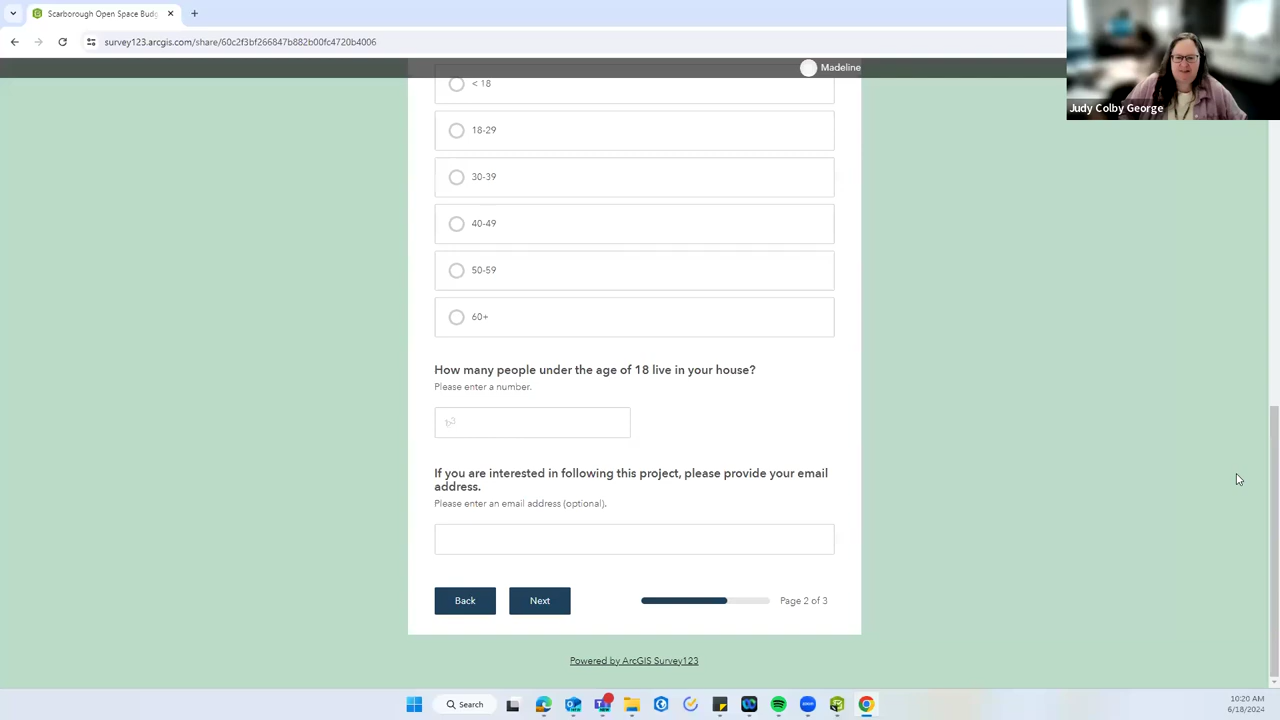 Scarborough Open Space Budg
survey123.arcgis.com/share/60c2f3bf266847b882b00fc4720b4006
Madeline
Judy Colby George
< 18
18-29
30-39
40-49
50-59
60+
How many people under the age of 18 live in your house?
Please enter a number.
If you are interested in following this project, please provide your email
address.
Please enter an email address (optional).
Back
Next
Page 2 of 3
Powered by ArcGIS Survey123
Search
10:20 AM
6/18/2024